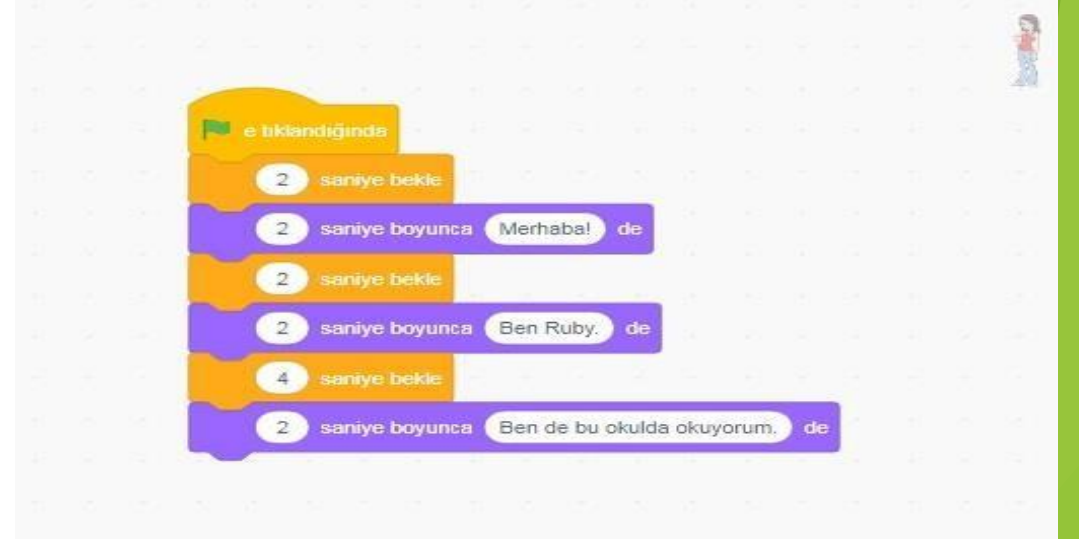 e tıklandığında
2 saniye bekle
2 saniye boyunca Merhaba! de
2 saniye bekle
2 saniye boyunca Ben Ruby. de
4 saniye bekle
2 saniye boyunca Ben de bu okulda okuyorum. de